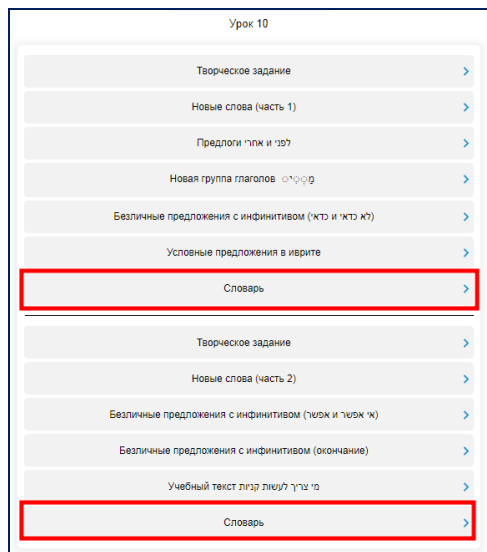 Урок 10
Творческое задание
Новые слова (часть 1)
Предлоги לפני и אחרי
Новая группа глаголов מַ◌ְ◌ִי◌
Безличные предложения с инфинитивом (כדאי и לא כדאי)
Условные предложения в иврите
Словарь
Творческое задание
Новые слова (часть 2)
Безличные предложения с инфинитивом (אפשר и אי אפשר)
Безличные предложения с инфинитивом (окончание)
Учебный текст מי צריך לעשות קניות
Словарь